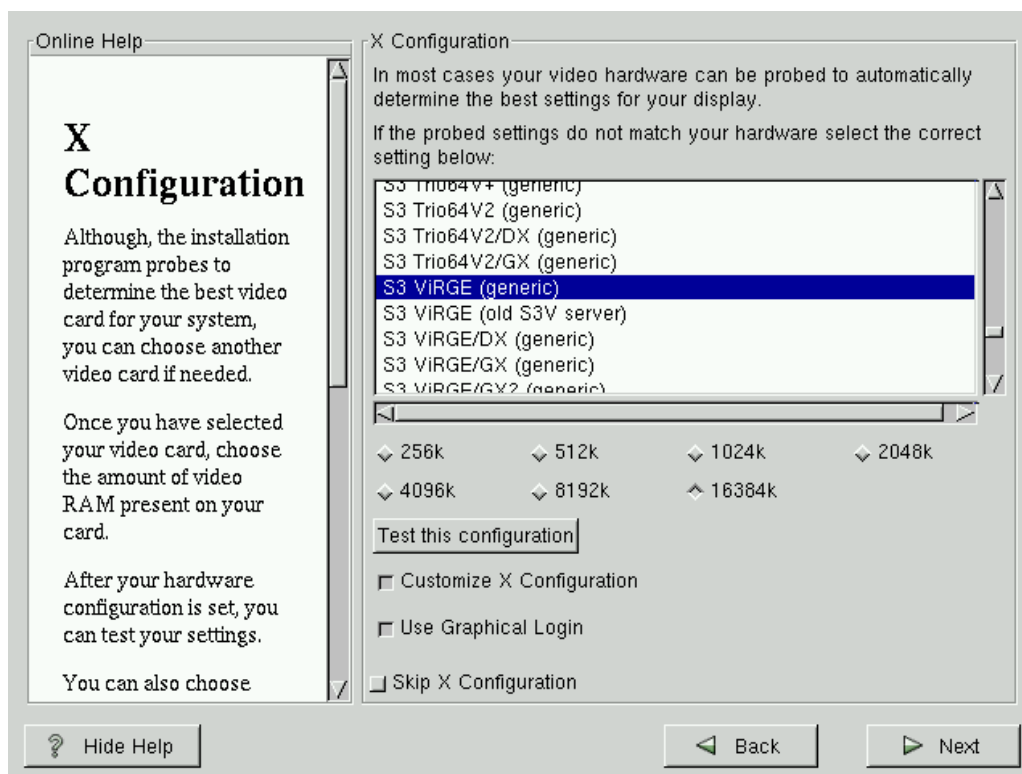 Online Help
X
Configuration
Although, the installation
program probes to
determine the best video
card for your system,
you can choose another
video card if needed.
Once you have selected
your video card, choose
the amount of video
RAM present on your
card.
After your hardware
configuration is set, you
can test your settings.
You can also choose
X Configuration
In most cases your video hardware can be probed to automatically
determine the best settings for your display.
If the probed settings do not match your hardware select the correct
setting below:
S3 Trio64V+ (generic)
S3 Trio64V2 (generic)
S3 Trio64V2/DX (generic)
S3 Trio64V2/GX (generic)
S3 ViRGE (generic)
S3 ViRGE (old S3V server)
S3 ViRGE/DX (generic)
S3 ViRGE/GX (generic)
S3 ViRGE/GX2 (generic)
256k 512k 1024k 2048k
4096k 8192k 16384k
Test this configuration
Customize X Configuration
Use Graphical Login
Skip X Configuration
Hide Help Back Next